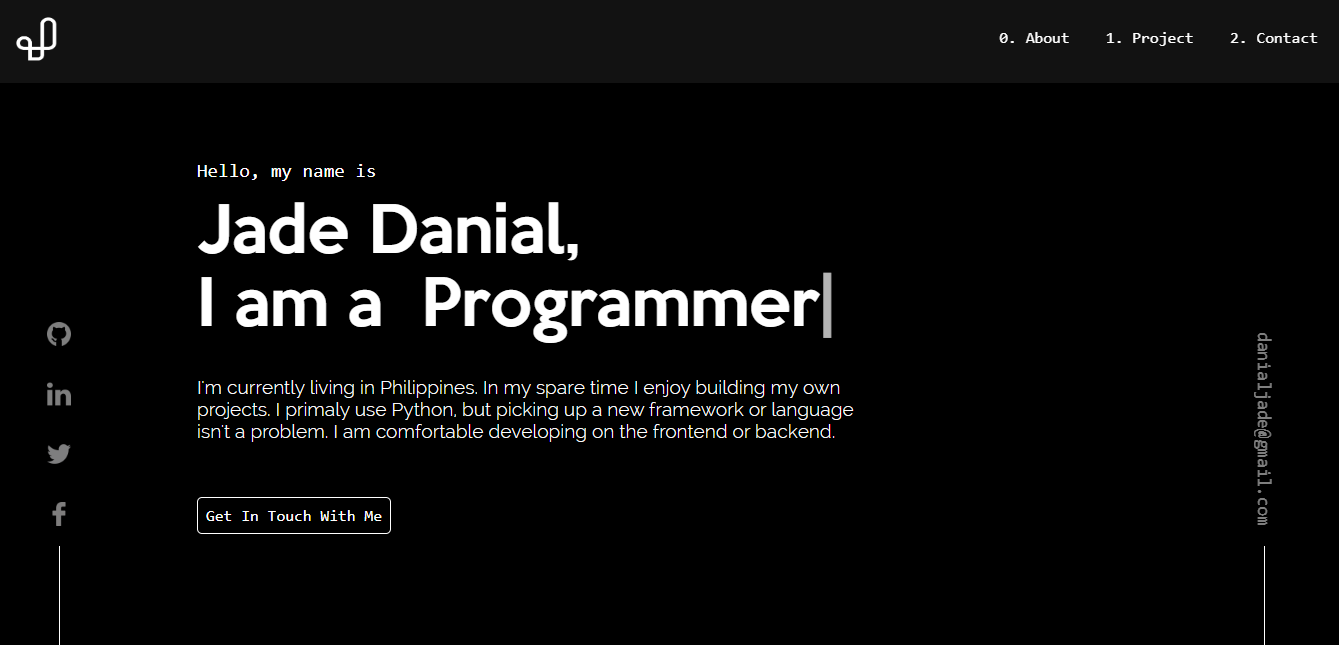 0. About 1. Project 2. Contact
Hello, my name is
Jade Danial,
I am a Programmer
I'm currently living in Philippines. In my spare time I enjoy building my own
projects. I primaly use Python, but picking up a new framework or language
isn't a problem. I am comfortable developing on the frontend or backend.
Get In Touch With Me
danialjade@gmail.com